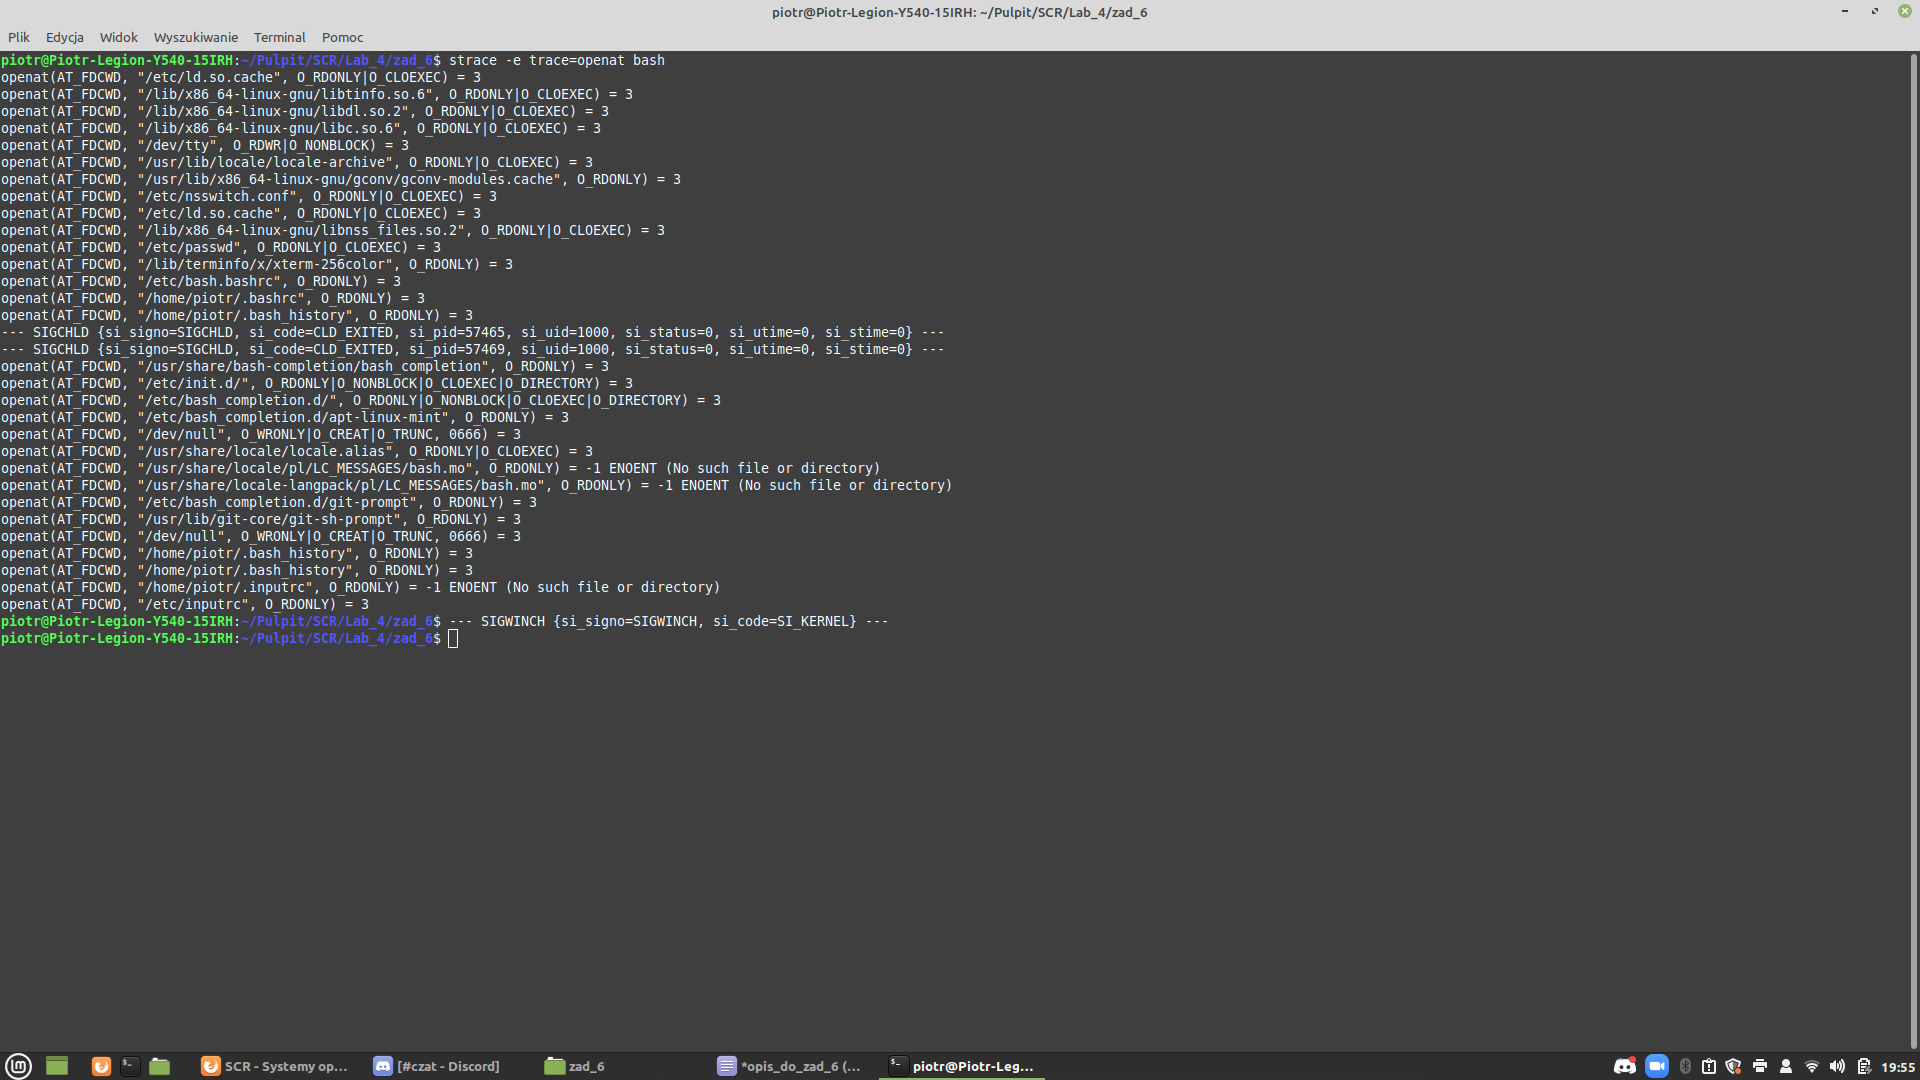 piotr@Piotr-Legion-Y540-15IRH: ~/Pulpit/SCR/Lab_4/zad_6
Plik Edycja Widok Wyszukiwanie Terminal Pomoc
piotr@Piotr-Legion-Y540-15IRH:~/Pulpit/SCR/Lab_4/zad_6$ strace -e trace=openat bash
openat(AT_FDCWD, "/etc/ld.so.cache", O_RDONLY|O_CLOEXEC) = 3
openat(AT_FDCWD, "/lib/x86_64-linux-gnu/libtinfo.so.6", O_RDONLY|O_CLOEXEC) = 3
openat(AT_FDCWD, "/lib/x86_64-linux-gnu/libdl.so.2", O_RDONLY|O_CLOEXEC) = 3
openat(AT_FDCWD, "/lib/x86_64-linux-gnu/libc.so.6", O_RDONLY|O_CLOEXEC) = 3
openat(AT_FDCWD, "/dev/tty", O_RDWR|O_NONBLOCK) = 3
openat(AT_FDCWD, "/usr/lib/locale/locale-archive", O_RDONLY|O_CLOEXEC) = 3
openat(AT_FDCWD, "/usr/lib/x86_64-linux-gnu/gconv/gconv-modules.cache", O_RDONLY) = 3
openat(AT_FDCWD, "/etc/nsswitch.conf", O_RDONLY|O_CLOEXEC) = 3
openat(AT_FDCWD, "/etc/ld.so.cache", O_RDONLY|O_CLOEXEC) = 3
openat(AT_FDCWD, "/lib/x86_64-linux-gnu/libnss_files.so.2", O_RDONLY|O_CLOEXEC) = 3
openat(AT_FDCWD, "/etc/passwd", O_RDONLY|O_CLOEXEC) = 3
openat(AT_FDCWD, "/lib/terminfo/x/xterm-256color", O_RDONLY) = 3
openat(AT_FDCWD, "/etc/bash.bashrc", O_RDONLY) = 3
openat(AT_FDCWD, "/home/piotr/.bashrc", O_RDONLY) = 3
openat(AT_FDCWD, "/home/piotr/.bash_history", O_RDONLY) = 3
--- SIGCHLD {si_signo=SIGCHLD, si_code=CLD_EXITED, si_pid=57465, si_uid=1000, si_status=0, si_utime=0, si_stime=0} ---
--- SIGCHLD {si_signo=SIGCHLD, si_code=CLD_EXITED, si_pid=57469, si_uid=1000, si_status=0, si_utime=0, si_stime=0} ---
openat(AT_FDCWD, "/usr/share/bash-completion/bash_completion", O_RDONLY) = 3
openat(AT_FDCWD, "/etc/init.d/", O_RDONLY|O_NONBLOCK|O_CLOEXEC|O_DIRECTORY) = 3
openat(AT_FDCWD, "/etc/bash_completion.d/", O_RDONLY|O_NONBLOCK|O_CLOEXEC|O_DIRECTORY) = 3
openat(AT_FDCWD, "/etc/bash_completion.d/apt-linux-mint", O_RDONLY) = 3
openat(AT_FDCWD, "/dev/null", O_WRONLY|O_CREAT|O_TRUNC, 0666) = 3
openat(AT_FDCWD, "/usr/share/locale/locale.alias", O_RDONLY|O_CLOEXEC) = 3
openat(AT_FDCWD, "/usr/share/locale/pl/LC_MESSAGES/bash.mo", O_RDONLY) = -1 ENOENT (No such file or directory)
openat(AT_FDCWD, "/usr/share/locale-langpack/pl/LC_MESSAGES/bash.mo", O_RDONLY) = -1 ENOENT (No such file or directory)
openat(AT_FDCWD, "/etc/bash_completion.d/git-prompt", O_RDONLY) = 3
openat(AT_FDCWD, "/usr/lib/git-core/git-sh-prompt", O_RDONLY) = 3
openat(AT_FDCWD, "/dev/null", O_WRONLY|O_CREAT|O_TRUNC, 0666) = 3
openat(AT_FDCWD, "/home/piotr/.bash_history", O_RDONLY) = 3
openat(AT_FDCWD, "/home/piotr/.bash_history", O_RDONLY) = 3
openat(AT_FDCWD, "/home/piotr/.inputrc", O_RDONLY) = -1 ENOENT (No such file or directory)
openat(AT_FDCWD, "/etc/inputrc", O_RDONLY) = 3
piotr@Piotr-Legion-Y540-15IRH:~/Pulpit/SCR/Lab_4/zad_6$ --- SIGWINCH {si_signo=SIGWINCH, si_code=SI_KERNEL} ---
piotr@Piotr-Legion-Y540-15IRH:~/Pulpit/SCR/Lab_4/zad_6$
SCR - Systemy op... [#czat - Discord] zad_6 *opis_do_zad_6 (... piotr@Piotr-Leg... 19:55